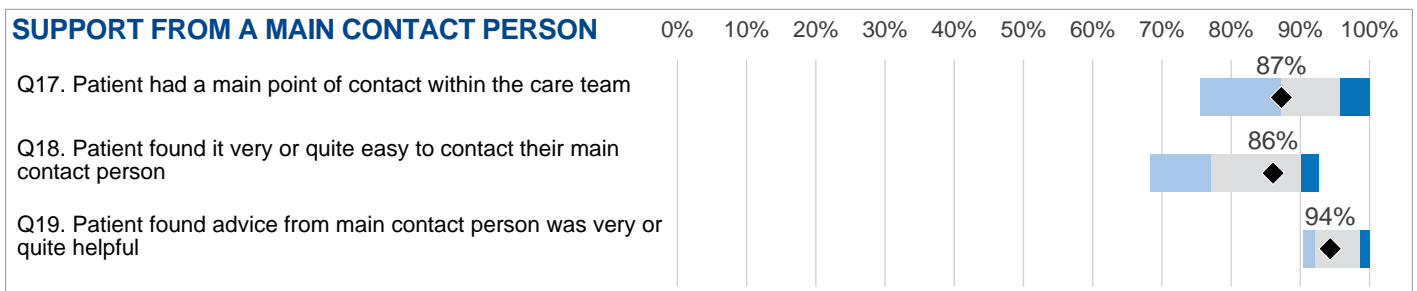 SUPPORT FROM A MAIN CONTACT PERSON 0% 10% 20% 30% 40% 50% 60% 70% 80% 90% 100%
87%
Q17. Patient had a main point of contact within the care team
86%
Q18. Patient found it very or quite easy to contact their main
contact person
94%
Q19. Patient found advice from main contact person was very or
quite helpful